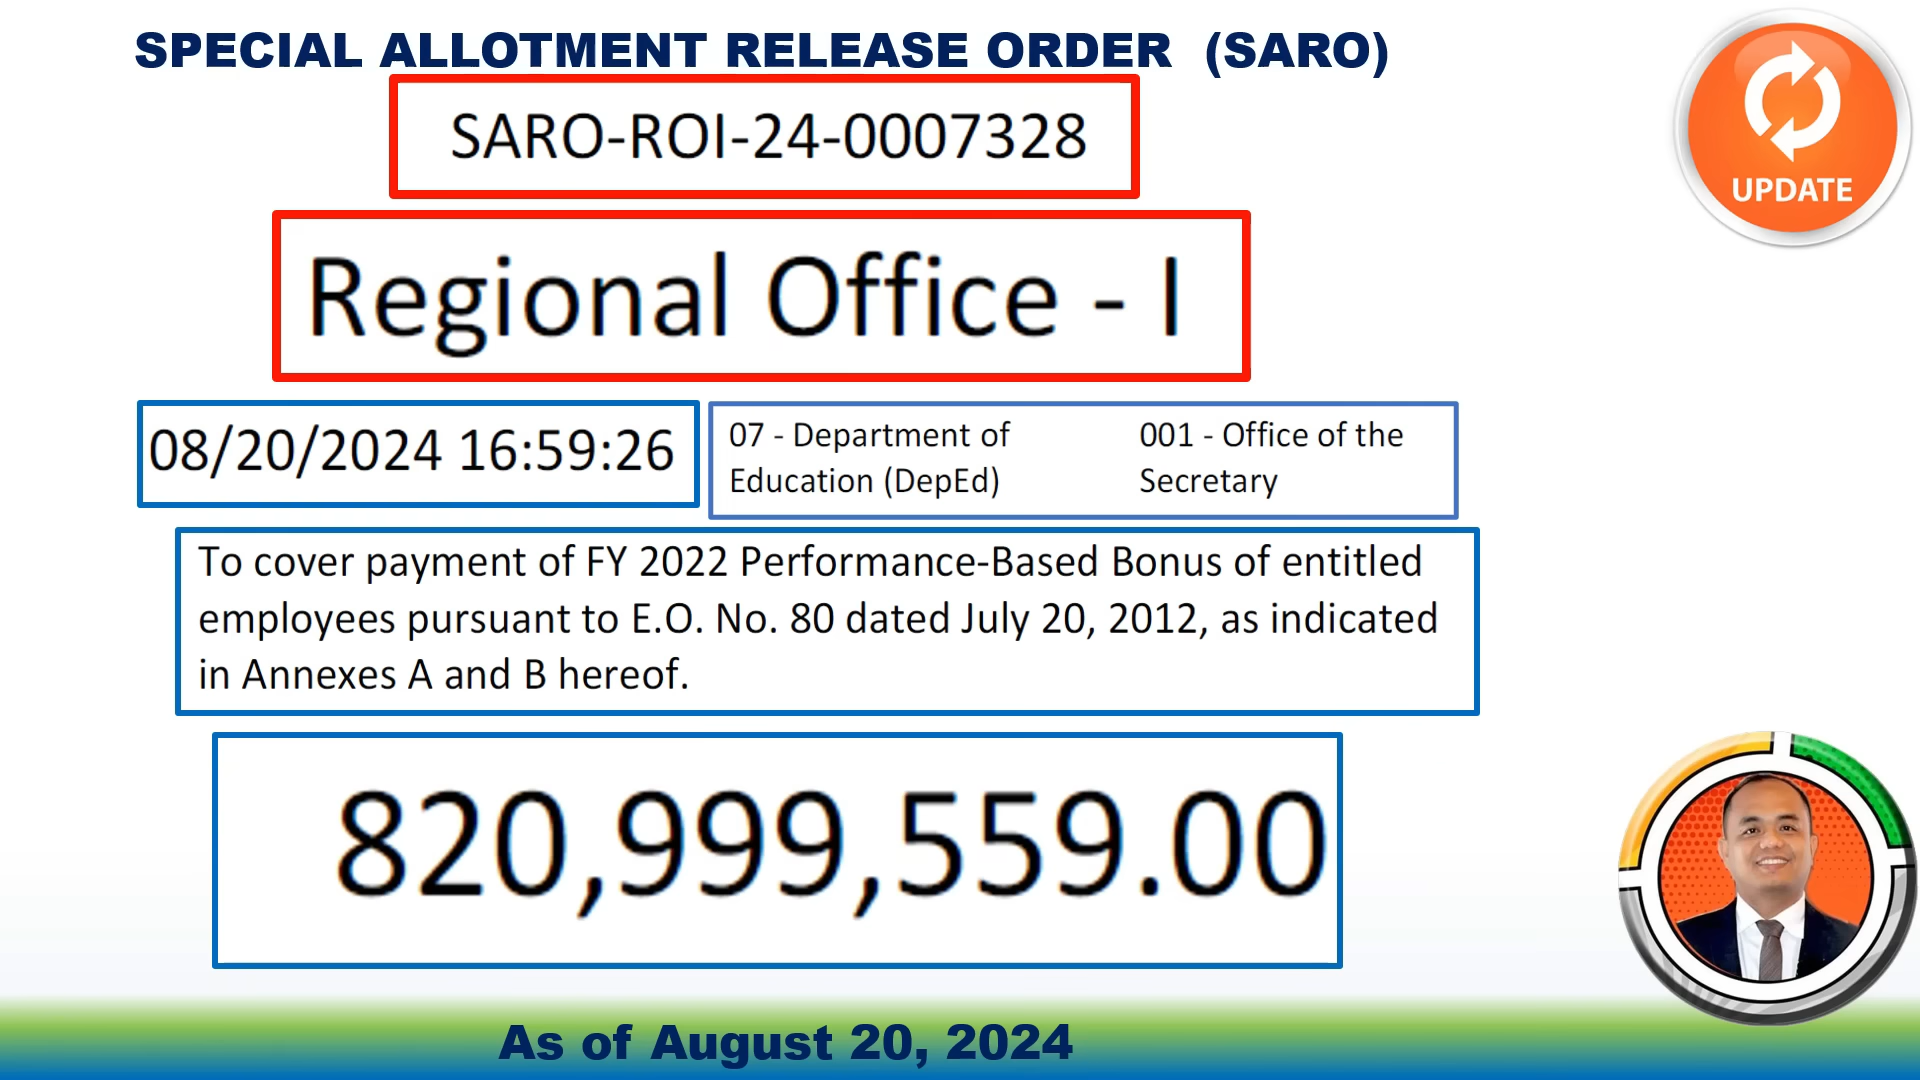 SPECIAL ALLOTMENT RELEASE ORDER (SARO)
SARO-ROI-24-0007328
UPDATE
Regional Office - I
08/20/2024 16:59:26
07 - Department of
Education (DepEd)
001 - Office of the
Secretary
To cover payment of FY 2022 Performance-Based Bonus of entitled
employees pursuant to E.O. No. 80 dated July 20, 2012, as indicated
in Annexes A and B hereof.
820,999,559.00
As of August 20, 2024